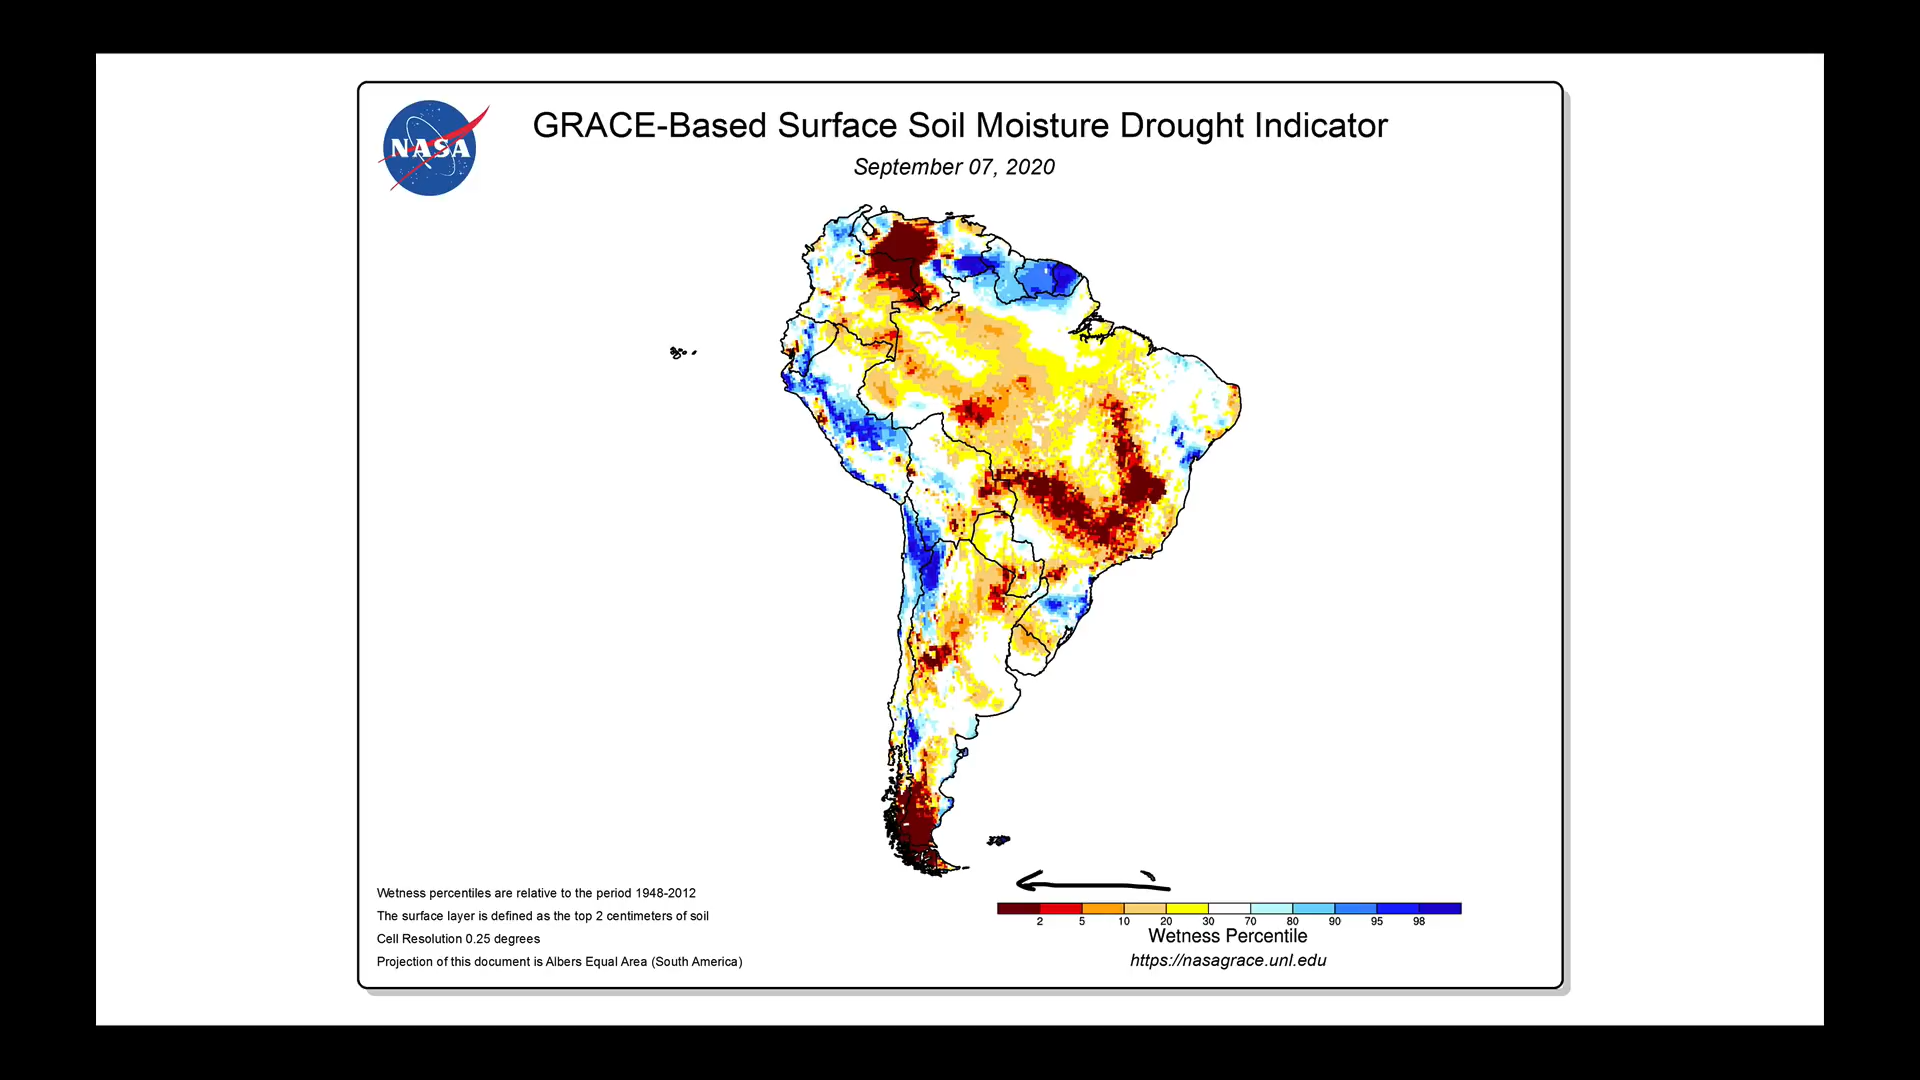 NASA
GRACE-Based Surface Soil Moisture Drought Indicator
September 07, 2020
Wetness percentiles are relative to the period 1948-2012
The surface layer is defined as the top 2 centimeters of soil
Cell Resolution 0.25 degrees
Projection of this document is Albers Equal Area (South America)
2 5 10 20 30 70 80 90 95 98
Wetness Percentile
https://nasagrace.unl.edu